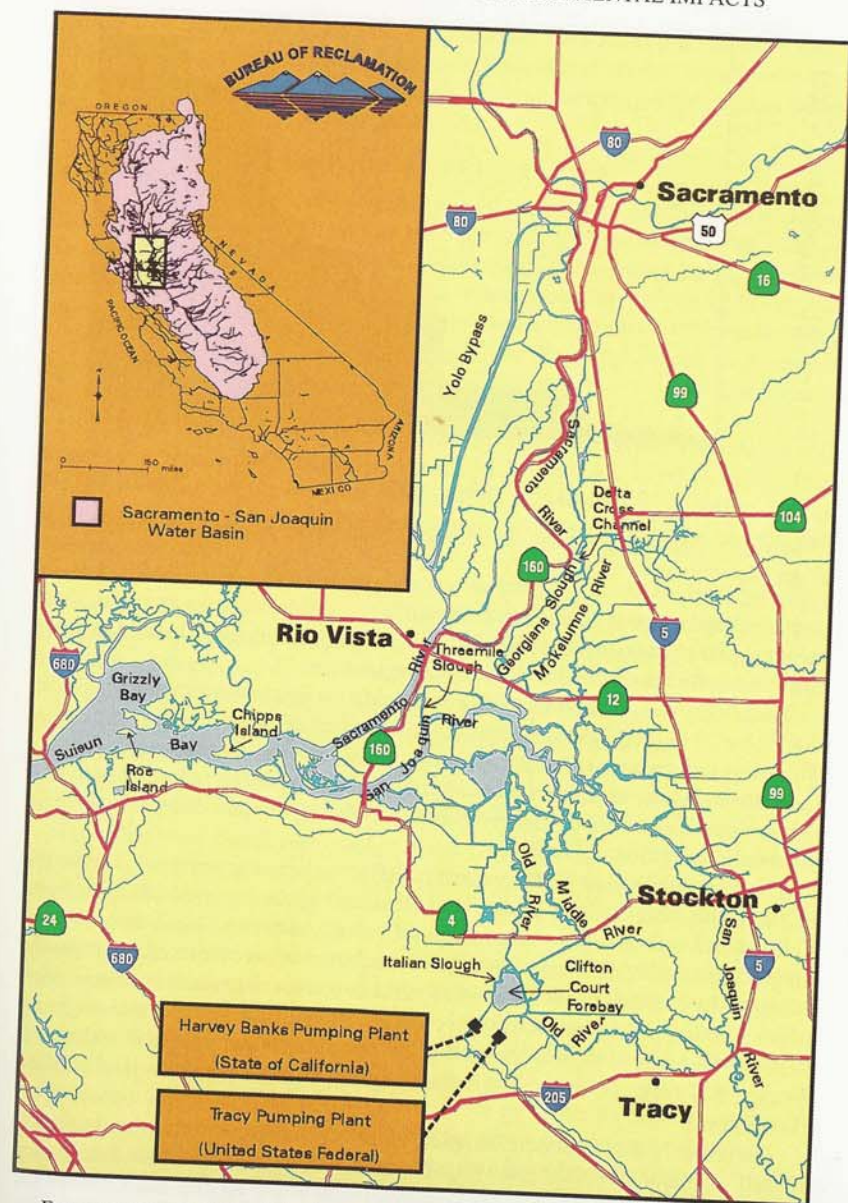 BUREAU OF RECLAMATION
OREGON
NEVADA
PACIFIC OCEAN
ARIZONA
MEXICO
0 150 miles
Sacramento - San Joaquin
Water Basin
80
Sacramento
80
50
16
Yolo Bypass
99
Sacramento
River
Delta
Cross
Channel
104
160
Georgiana Slough
Mokelumne River
5
Rio Vista
River
Threemile
Slough
680
Grizzly
Bay
12
Chipps
Island
Sacramento
River
160
San Joaquin
Suisun
Bay
Roe
Island
99
Old
River
Middle
River
Stockton
24
4
San
Joaquin
River
680
Italian Slough
Clifton
Court
Forebay
5
Harvey Banks Pumping Plant
(State of California)
Old
River
Tracy Pumping Plant
(United States Federal)
205
Tracy